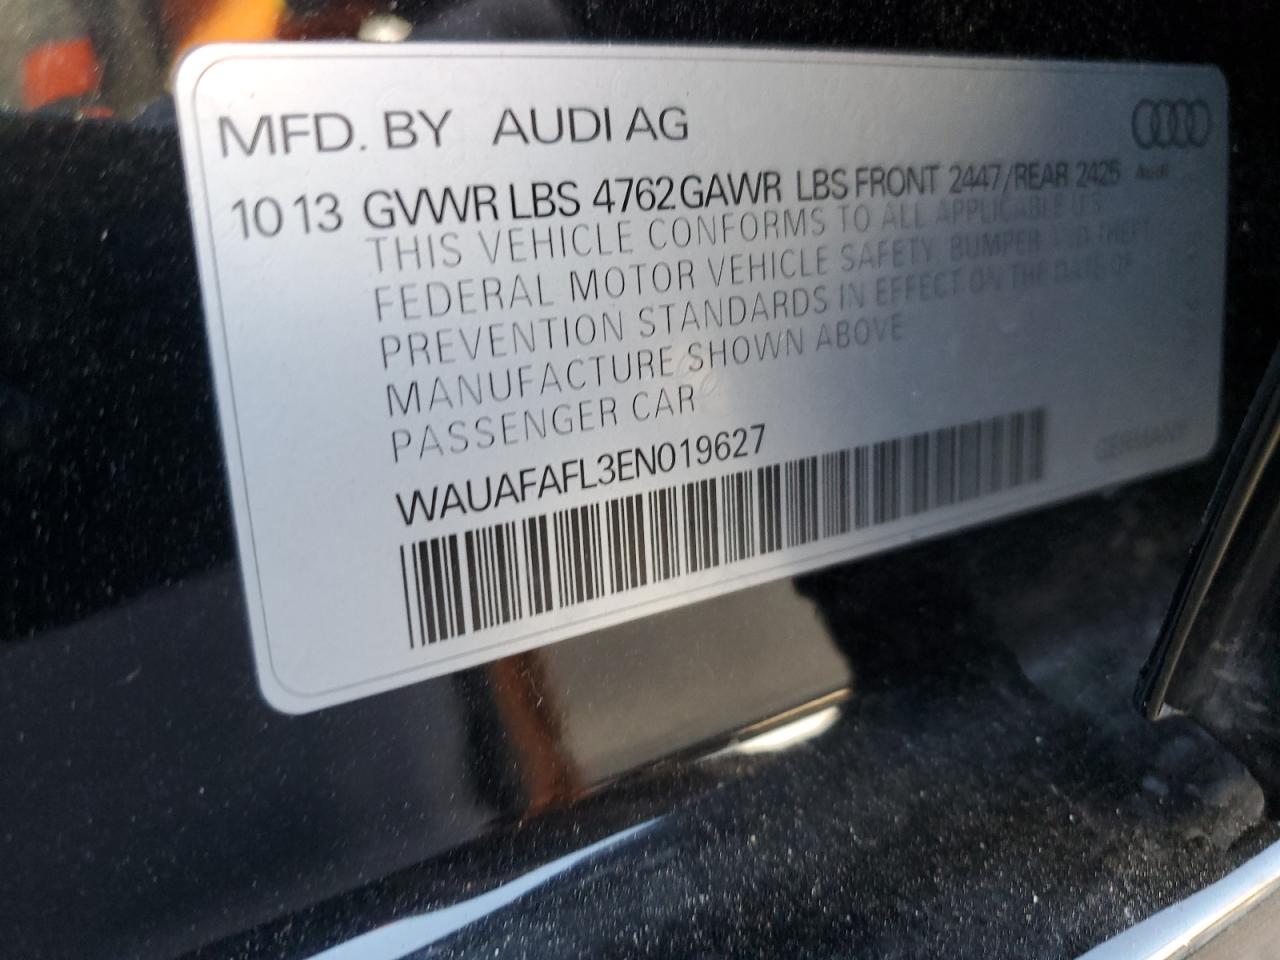 MFD. BY AUDI AG
10 13 GVWR LBS 4762 GAWR LBS FRONT 2447/REAR 2425
Audi
THIS VEHICLE CONFORMS TO ALL APPLICABLE U.S.
FEDERAL MOTOR VEHICLE SAFETY, BUMPER AND THEFT
PREVENTION STANDARDS IN EFFECT ON THE DATE OF
MANUFACTURE SHOWN ABOVE
PASSENGER CAR
WAUAFAFL3EN019627
GERMANY